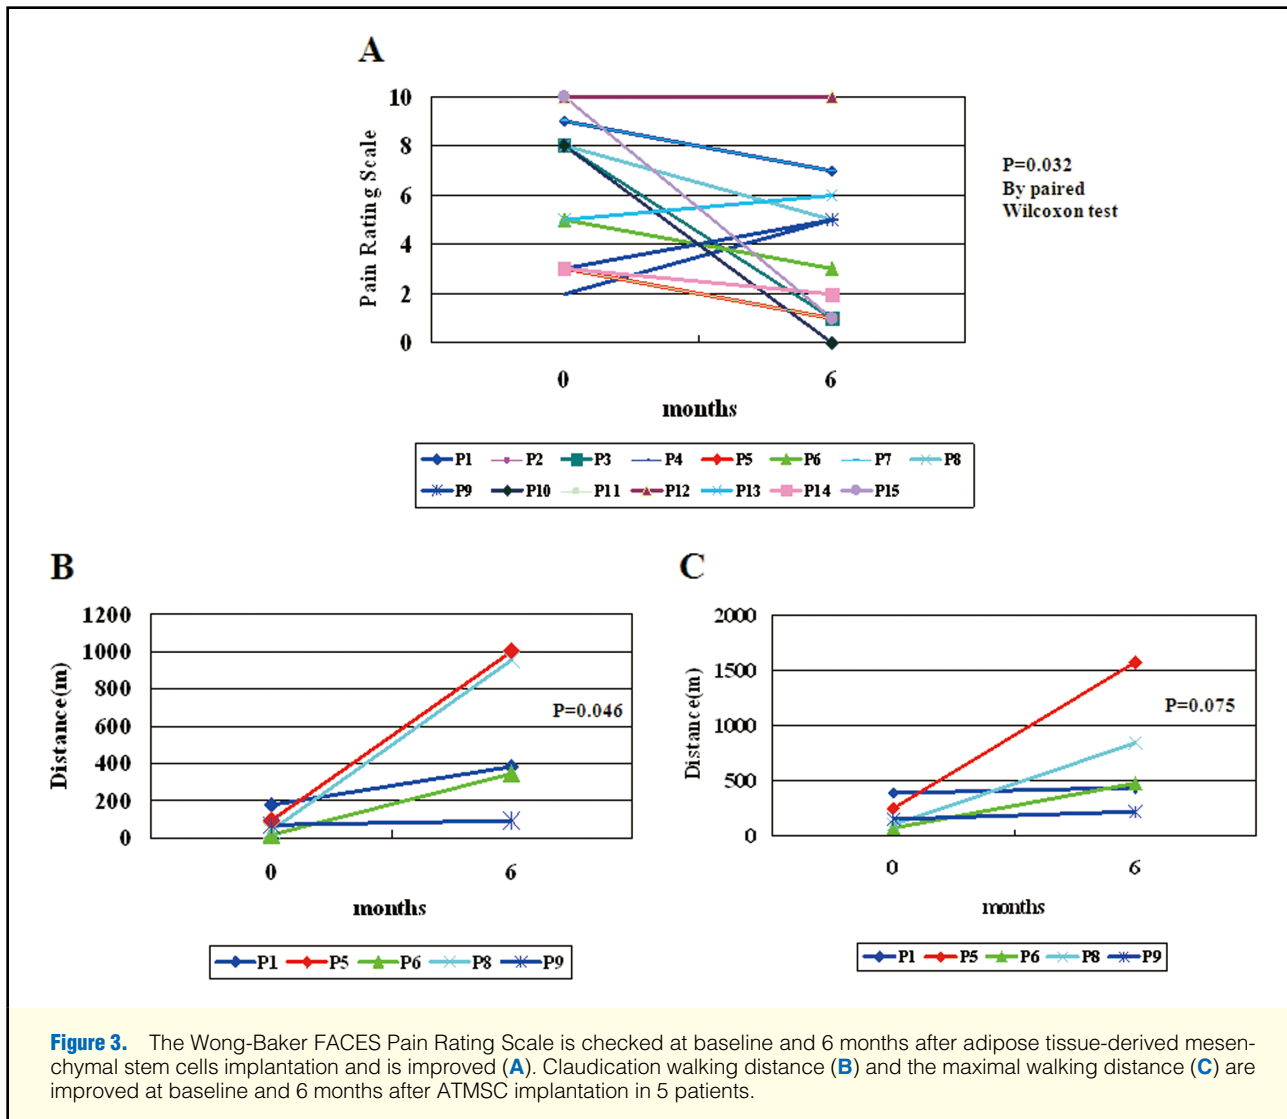 A
10
8
6
4
2
0
Pain Rating Scale
0 6
months
P=0.032
By paired
Wilcoxon test
P1 P2 P3 P4 P5 P6 P7 P8
P9 P10 P11 P12 P13 P14 P15
B
1200
1000
800
600
400
200
0
Distance(m)
P=0.046
0 6
months
P1 P5 P6 P8 P9
C
2000
1500
1000
500
0
Distance(m)
P=0.075
0 6
months
P1 P5 P6 P8 P9
Figure 3. The Wong-Baker FACES Pain Rating Scale is checked at baseline and 6 months after adipose tissue-derived mesen-
chymal stem cells implantation and is improved (A). Claudication walking distance (B) and the maximal walking distance (C) are
improved at baseline and 6 months after ATMSC implantation in 5 patients.